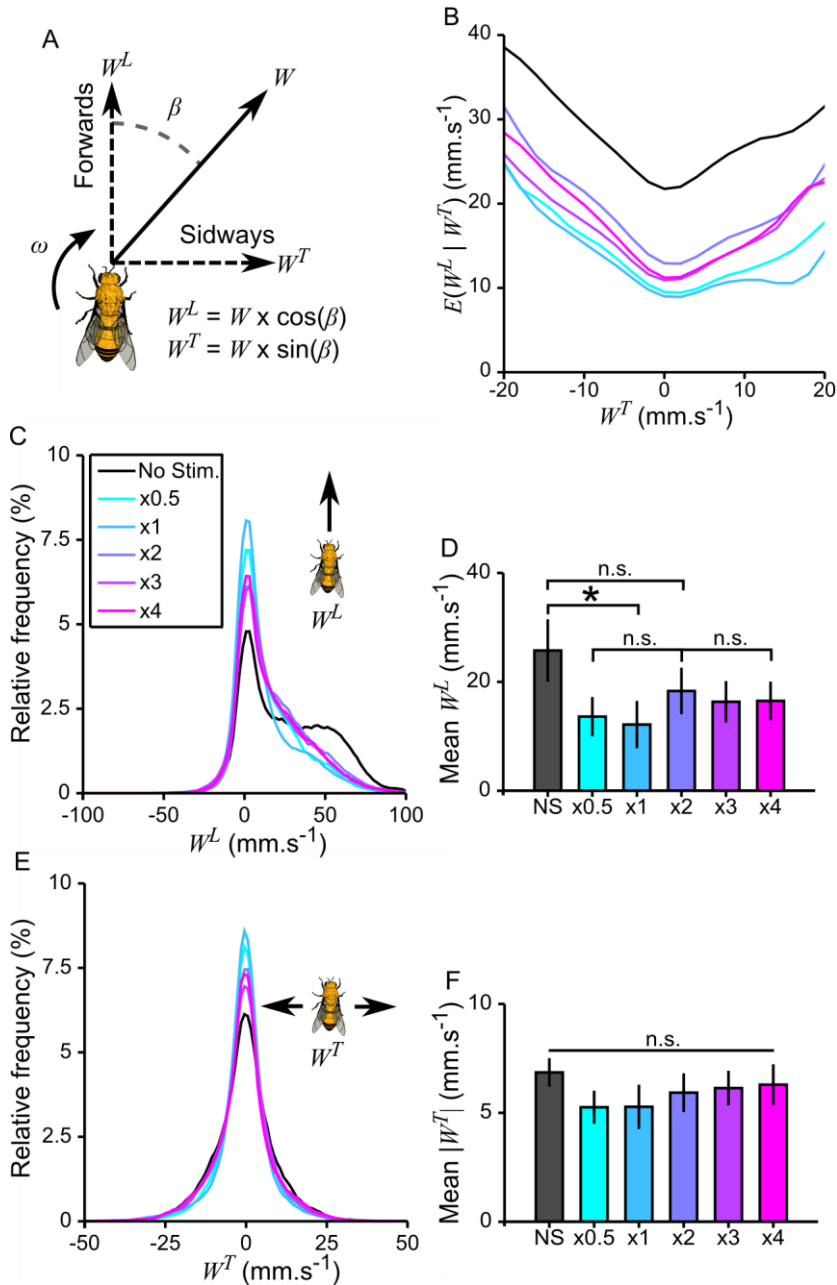 A
W^L
W
β
Forwards
Sidways
W^T
ω
W^L = W x cos(β)
W^T = W x sin(β)
B
E(W^L | W^T) (mm.s⁻¹)
40
30
20
10
0
-20
-10
0
10
20
W^T (mm.s⁻¹)
C
Relative frequency (%)
10
7.5
5
2.5
0
No Stim.
x0.5
x1
x2
x3
x4
W^L
-100
-50
0
50
100
W^L (mm.s⁻¹)
D
Mean W^L (mm.s⁻¹)
40
20
0
n.s.
*
n.s.
n.s.
NS
x0.5
x1
x2
x3
x4
E
Relative frequency (%)
10
7.5
5
2.5
0
W^T
-50
-25
0
25
50
W^T (mm.s⁻¹)
F
Mean |W^T| (mm.s⁻¹)
10
5
0
n.s.
NS
x0.5
x1
x2
x3
x4